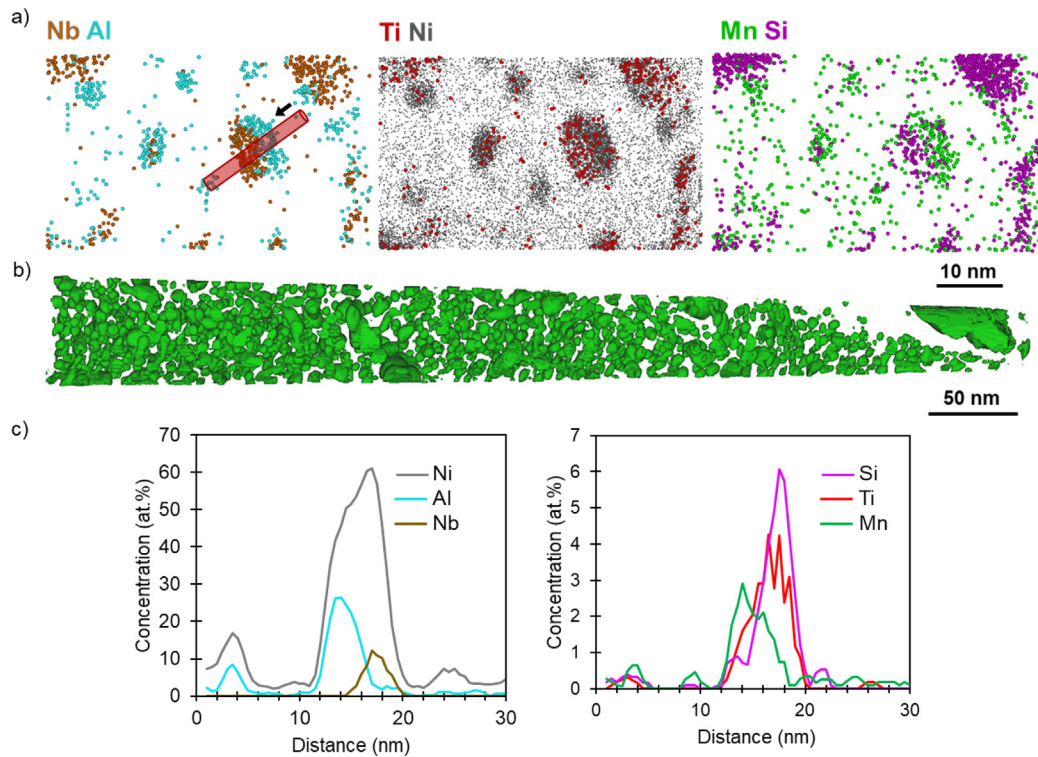 a)
Nb Al
Ti Ni
Mn Si
10 nm
b)
50 nm
c)
Concentration (at.%)
70
60
50
40
30
20
10
0
0
10
20
30
Distance (nm)
Ni
Al
Nb
Concentration (at.%)
7
6
5
4
3
2
1
0
0
10
20
30
Distance (nm)
Si
Ti
Mn